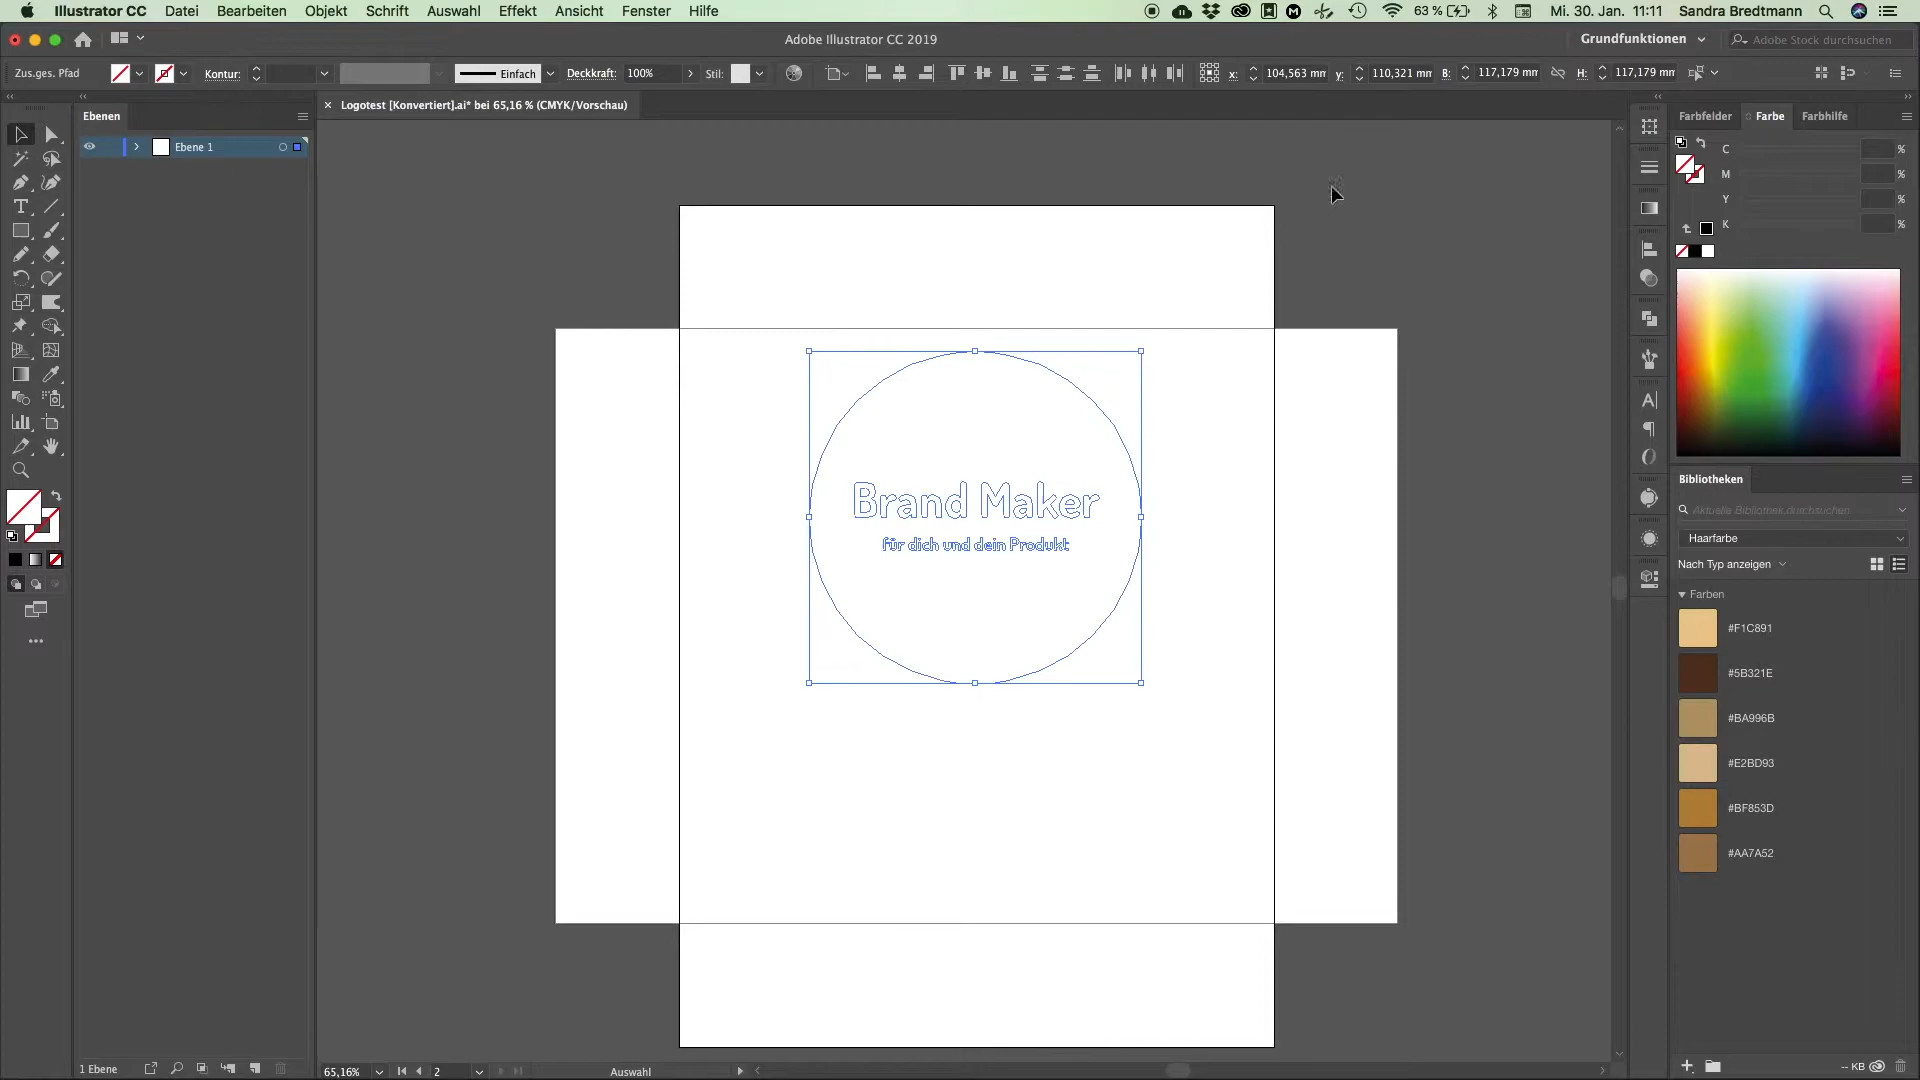 Illustrator CC Datei Bearbeiten Objekt Schrift Auswahl Effekt Ansicht Fenster Hilfe 63 % Mi. 30. Jan. 11:11 Sandra Bredtmann
Adobe Illustrator CC 2019 Grundfunktionen Adobe Stock durchsuchen
Zus.ges. Pfad Kontur: Einfach Deckkraft: 100% Stil: x: 104,563 mm y: 110,321 mm B: 117,179 mm H: 117,179 mm
Ebenen
× Logotest [Konvertiert].ai* bei 65,16 % (CMYK/Vorschau)
Farbfelder Farbe Farbhilfe
Ebene 1
C %
M %
Y %
K %
Brand Maker
für dich und dein Produkt
Bibliotheken
Aktuelle Bibliothek durchsuchen
Haarfarbe
Nach Typ anzeigen
Farben
#F1C891
#5B321E
#BA996B
#E2BD93
#BF853D
#AA7A52
1 Ebene
65,16% 2 Auswahl
-- KB